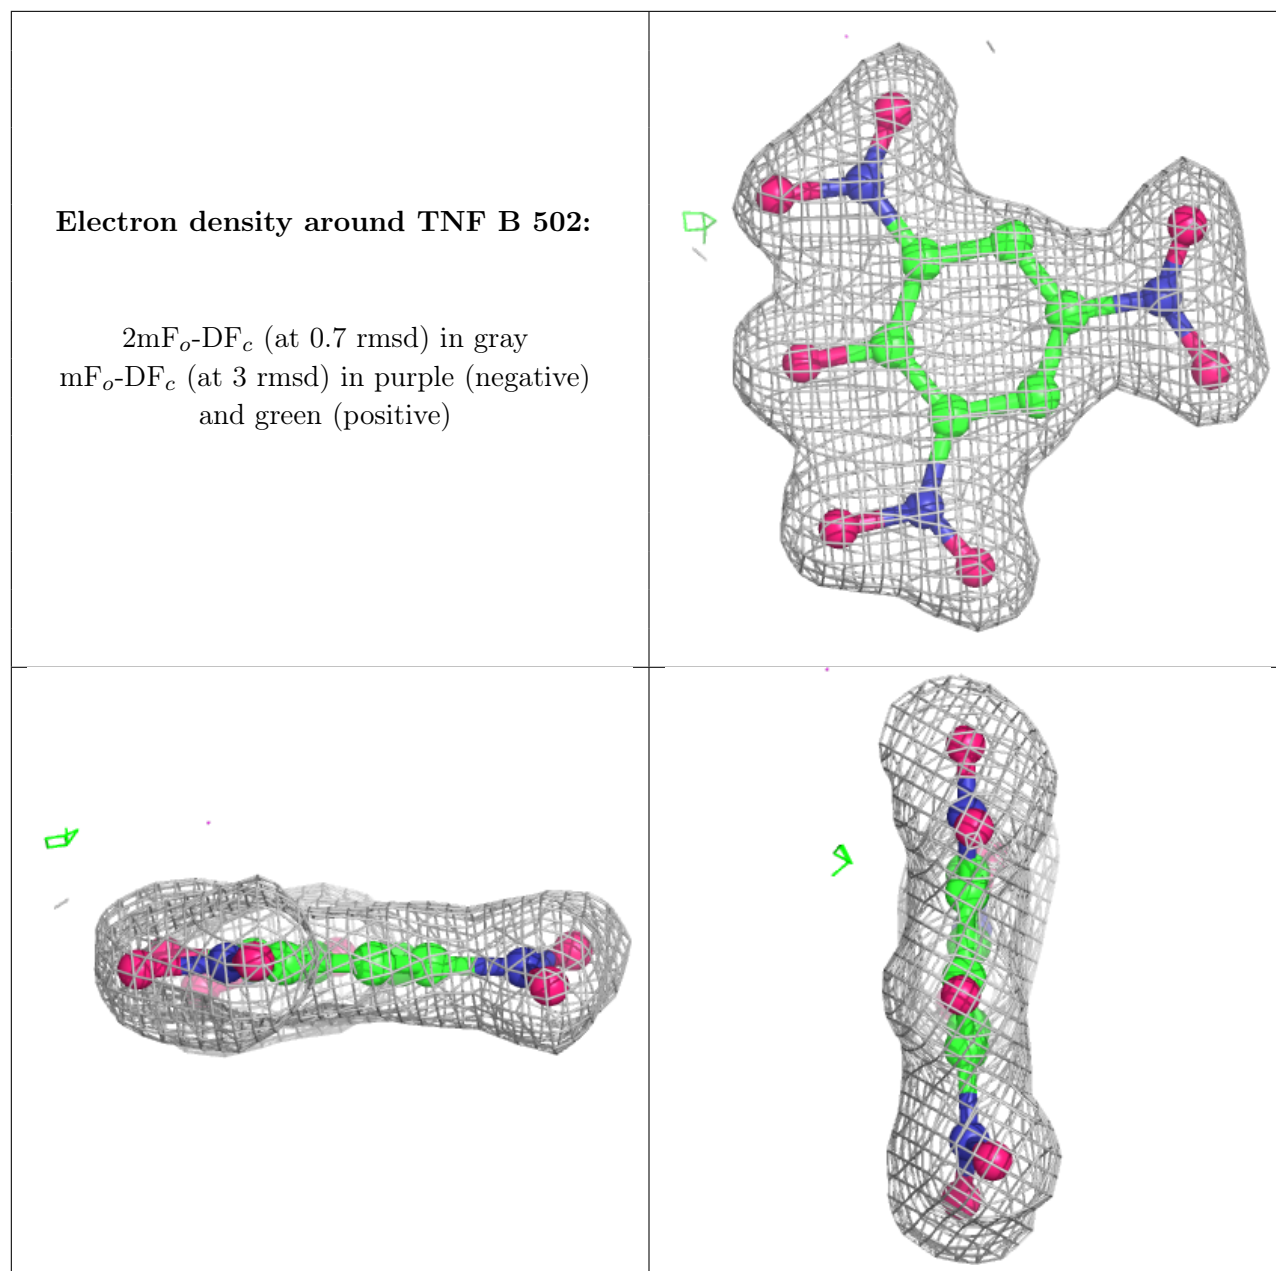 Electron density around TNF B 502:
2mFo-DFc (at 0.7 rmsd) in gray
mFo-DFc (at 3 rmsd) in purple (negative)
and green (positive)